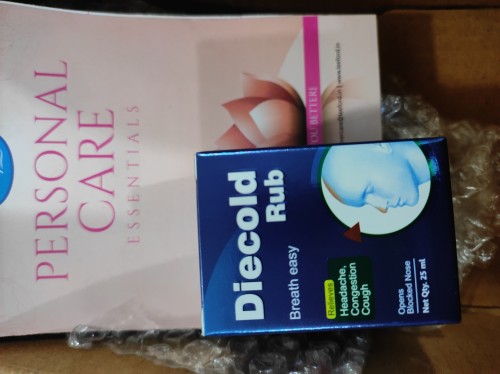 PERSONAL
CARE
ESSENTIALS
Diecold
Rub
Breath easy
Relieves
Headache,
Congestion
Cough
Opens
Blocked Nose
Net Qty. 25 ml